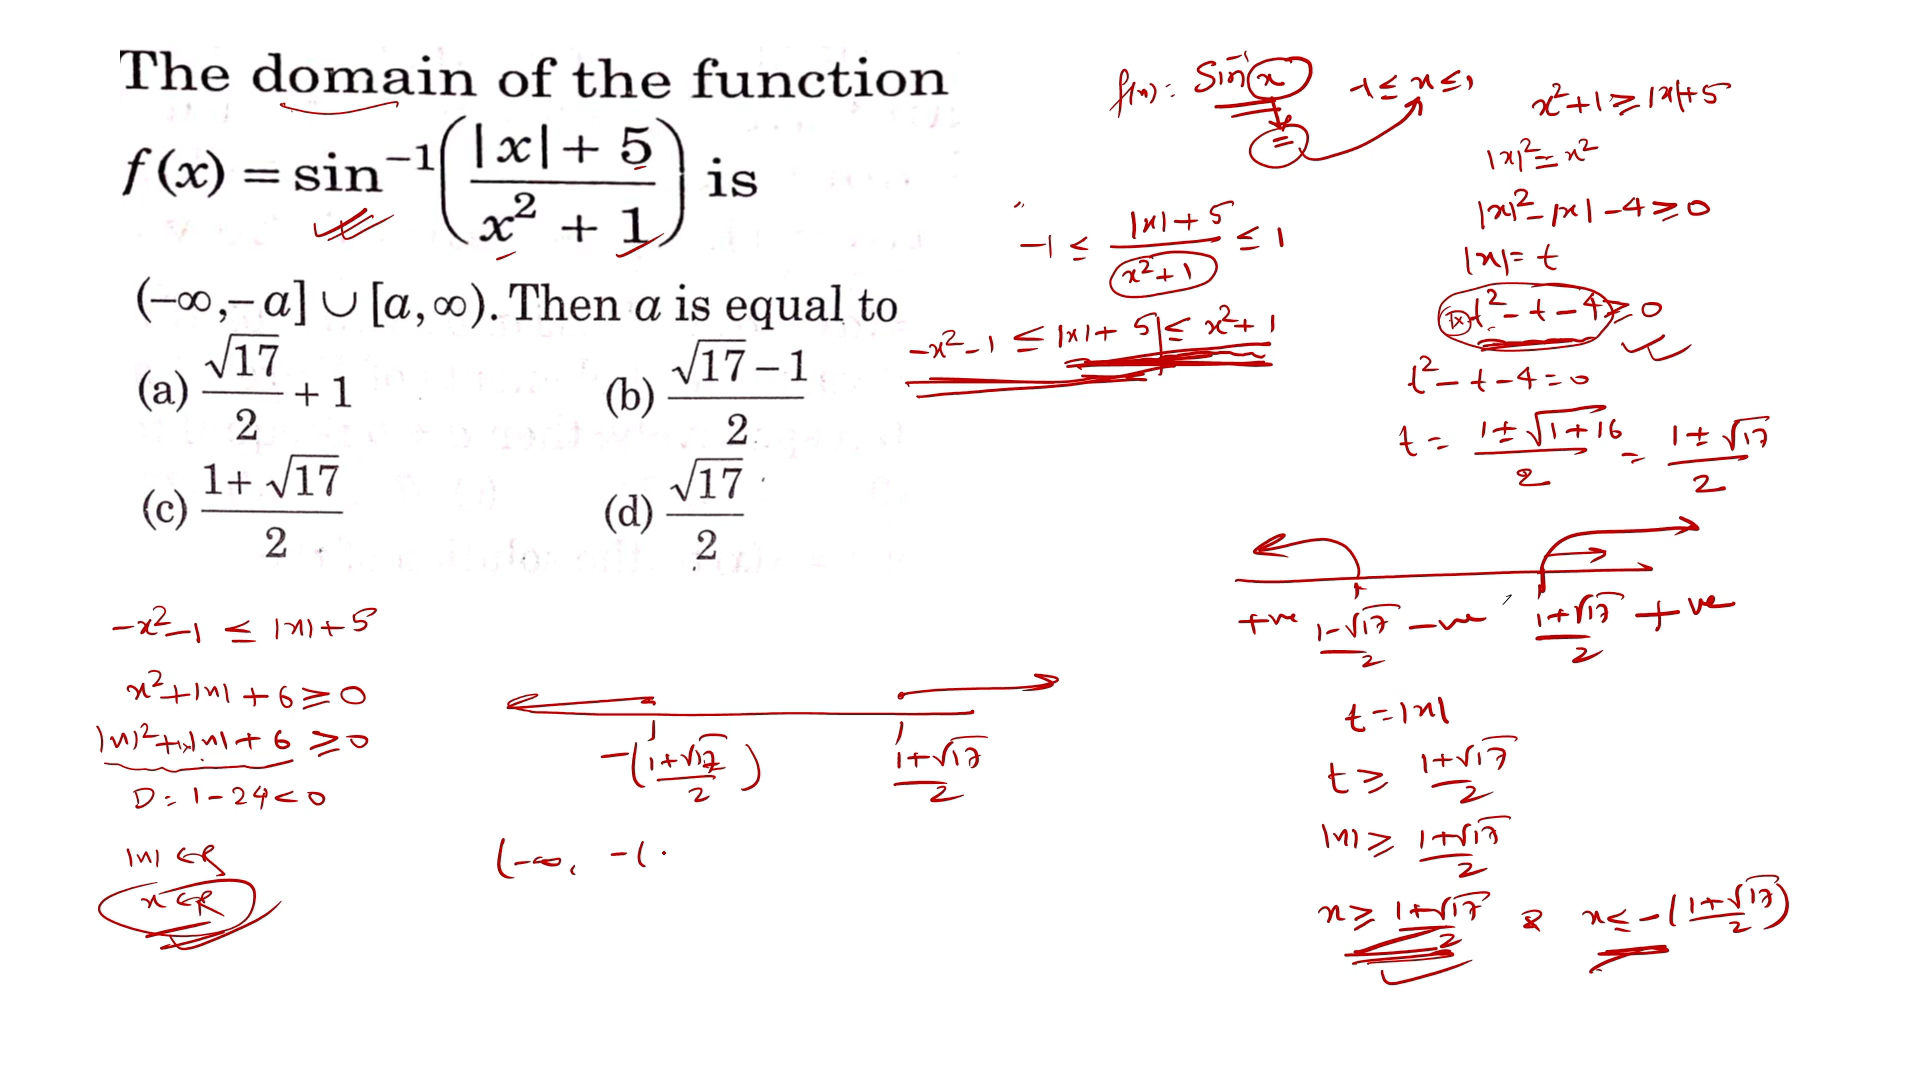 The domain of the function
f(x) = sin⁻¹((|x| + 5)/(x² + 1)) is
(−∞, −a] ∪ [a, ∞). Then a is equal to
(a) √17/2 + 1
(b) (√17 − 1)/2
(c) (1 + √17)/2
(d) √17/2
f(x) = Sin⁻¹(x)
-1 ≤ x ≤ 1
−1 ≤ (|x| + 5)/(x² + 1) ≤ 1
−x² − 1 ≤ |x| + 5 ≤ x² + 1
x² + 1 ≥ |x| + 5
|x|² = x²
|x|² − |x| − 4 ≥ 0
|x| = t
t² − t − 4 ≥ 0
t² − t − 4 = 0
t = (1 ± √(1 + 16))/2 = (1 ± √17)/2
+ve (1 − √17)/2 −ve (1 + √17)/2 +ve
t = |x|
t ≥ (1 + √17)/2
|x| ≥ (1 + √17)/2
x ≥ (1 + √17)/2 & x ≤ −((1 + √17)/2)
−x² − 1 ≤ |x| + 5
x² + |x| + 6 ≥ 0
|x|² + |x| + 6 ≥ 0
D = 1 − 24 < 0
|x| ∈ R
x ∈ R
−((1 + √17)/2) (1 + √17)/2
(−∞, −(